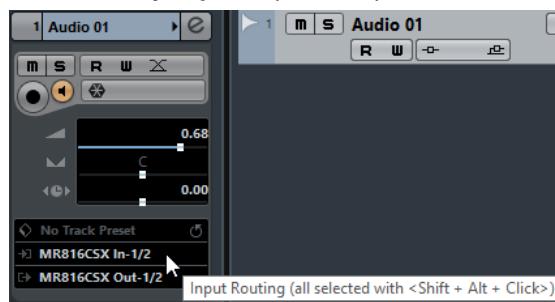 1 Audio 01
m S R W
0.68
C
0.00
No Track Preset
MR816CSX In-1/2
MR816CSX Out-1/2
1 m S Audio 01
R W
Input Routing (all selected with <Shift + Alt + Click>)